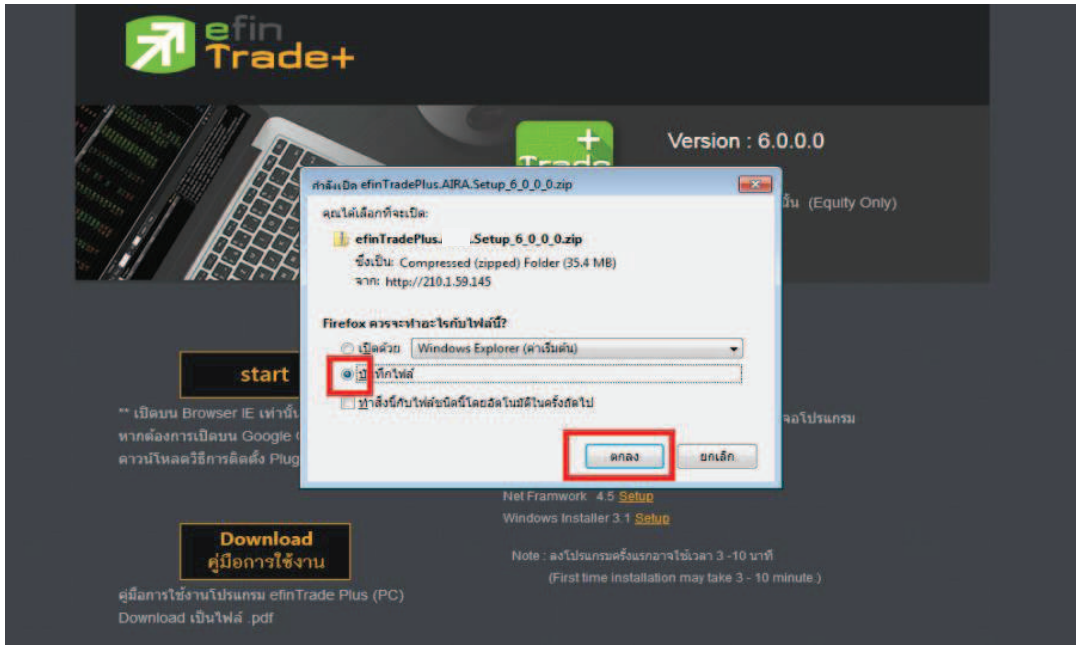 efin
Trade+
Version : 6.0.0.0
Trade
(Equity Only)
กำลังเปิด efinTradePlus.AIRA.Setup_6_0_0_0.zip
คุณได้เลือกที่จะเปิด:
efinTradePlus. .Setup_6_0_0_0.zip
ซึ่งเป็น: Compressed (zipped) Folder (35.4 MB)
จาก: http://210.1.59.145
Firefox ควรจะทำอะไรกับไฟล์นี้?
เปิดด้วย Windows Explorer (ค่าเริ่มต้น)
บันทึกไฟล์
ทำสิ่งนี้กับไฟล์ชนิดนี้โดยอัตโนมัติในครั้งถัดไป
ตกลง ยกเลิก
start
** เปิดบน Browser IE เท่านั้น
หากต้องการเปิดบน Google
ดาวน์โหลดวิธีการติดตั้ง Plug
จอโปรแกรม
Net Framwork 4.5 Setup
Windows Installer 3.1 Setup
Note : ลงโปรแกรมครั้งแรกอาจใช้เวลา 3 -10 นาที
(First time installation may take 3 - 10 minute.)
Download
คู่มือการใช้งาน
คู่มือการใช้งานโปรแกรม efinTrade Plus (PC)
Download เป็นไฟล์ .pdf